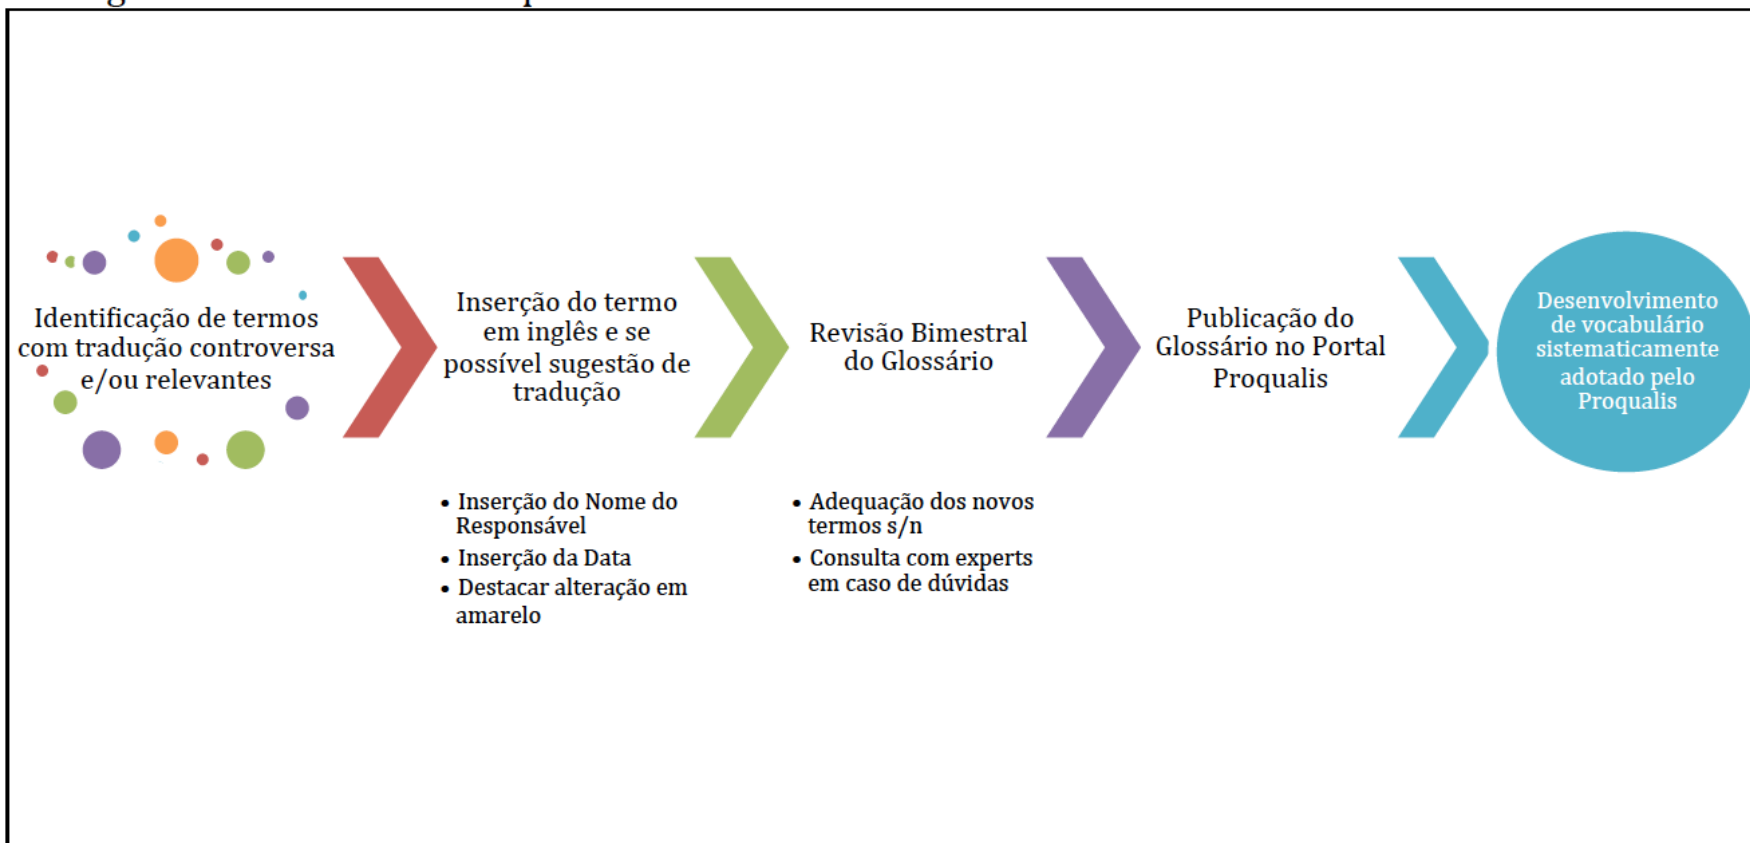 Identificação de termos
com tradução controversa
e/ou relevantes
Inserção do termo
em inglês e se
possível sugestão de
tradução
• Inserção do Nome do
Responsável
• Inserção da Data
• Destacar alteração em
amarelo
Revisão Bimestral
do Glossário
• Adequação dos novos
termos s/n
• Consulta com experts
em caso de dúvidas
Publicação do
Glossário no Portal
Proqualis
Desenvolvimento
de vocabulário
sistematicamente
adotado pelo
Proqualis